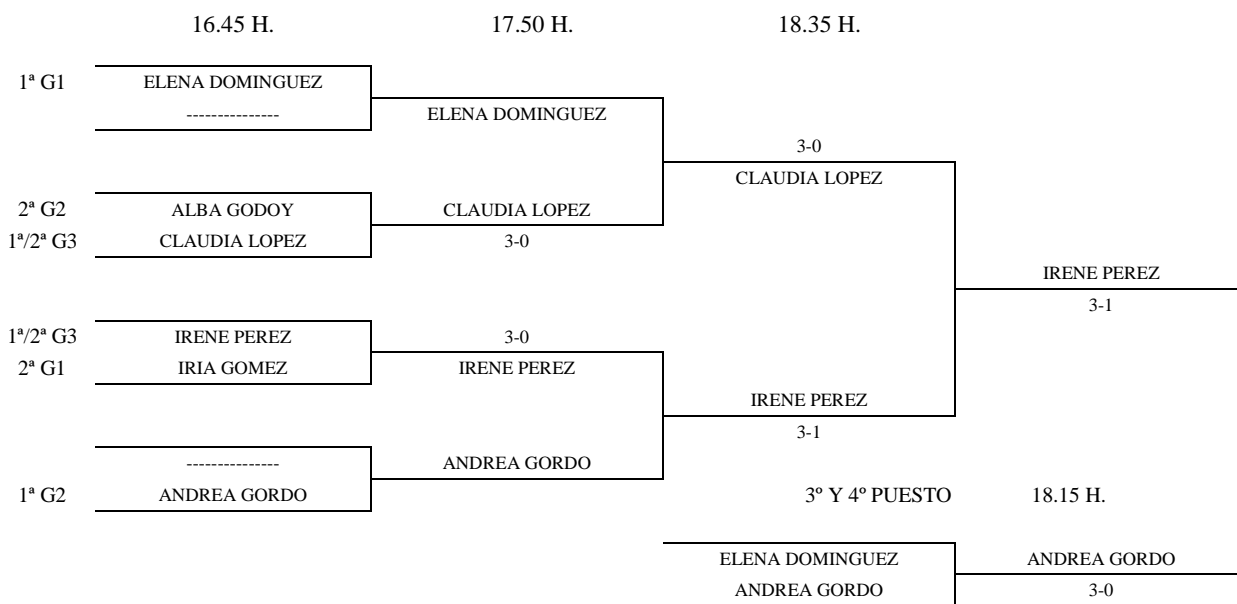 16.45 H. 17.50 H. 18.35 H.
1ª G1 ELENA DOMINGUEZ
--------------- ELENA DOMINGUEZ
3-0
CLAUDIA LOPEZ
2ª G2 ALBA GODOY CLAUDIA LOPEZ
1ª/2ª G3 CLAUDIA LOPEZ 3-0
IRENE PEREZ
3-1
1ª/2ª G3 IRENE PEREZ 3-0
2ª G1 IRIA GOMEZ IRENE PEREZ
IRENE PEREZ
3-1
--------------- ANDREA GORDO
1ª G2 ANDREA GORDO 3º Y 4º PUESTO 18.15 H.
ELENA DOMINGUEZ ANDREA GORDO
ANDREA GORDO 3-0